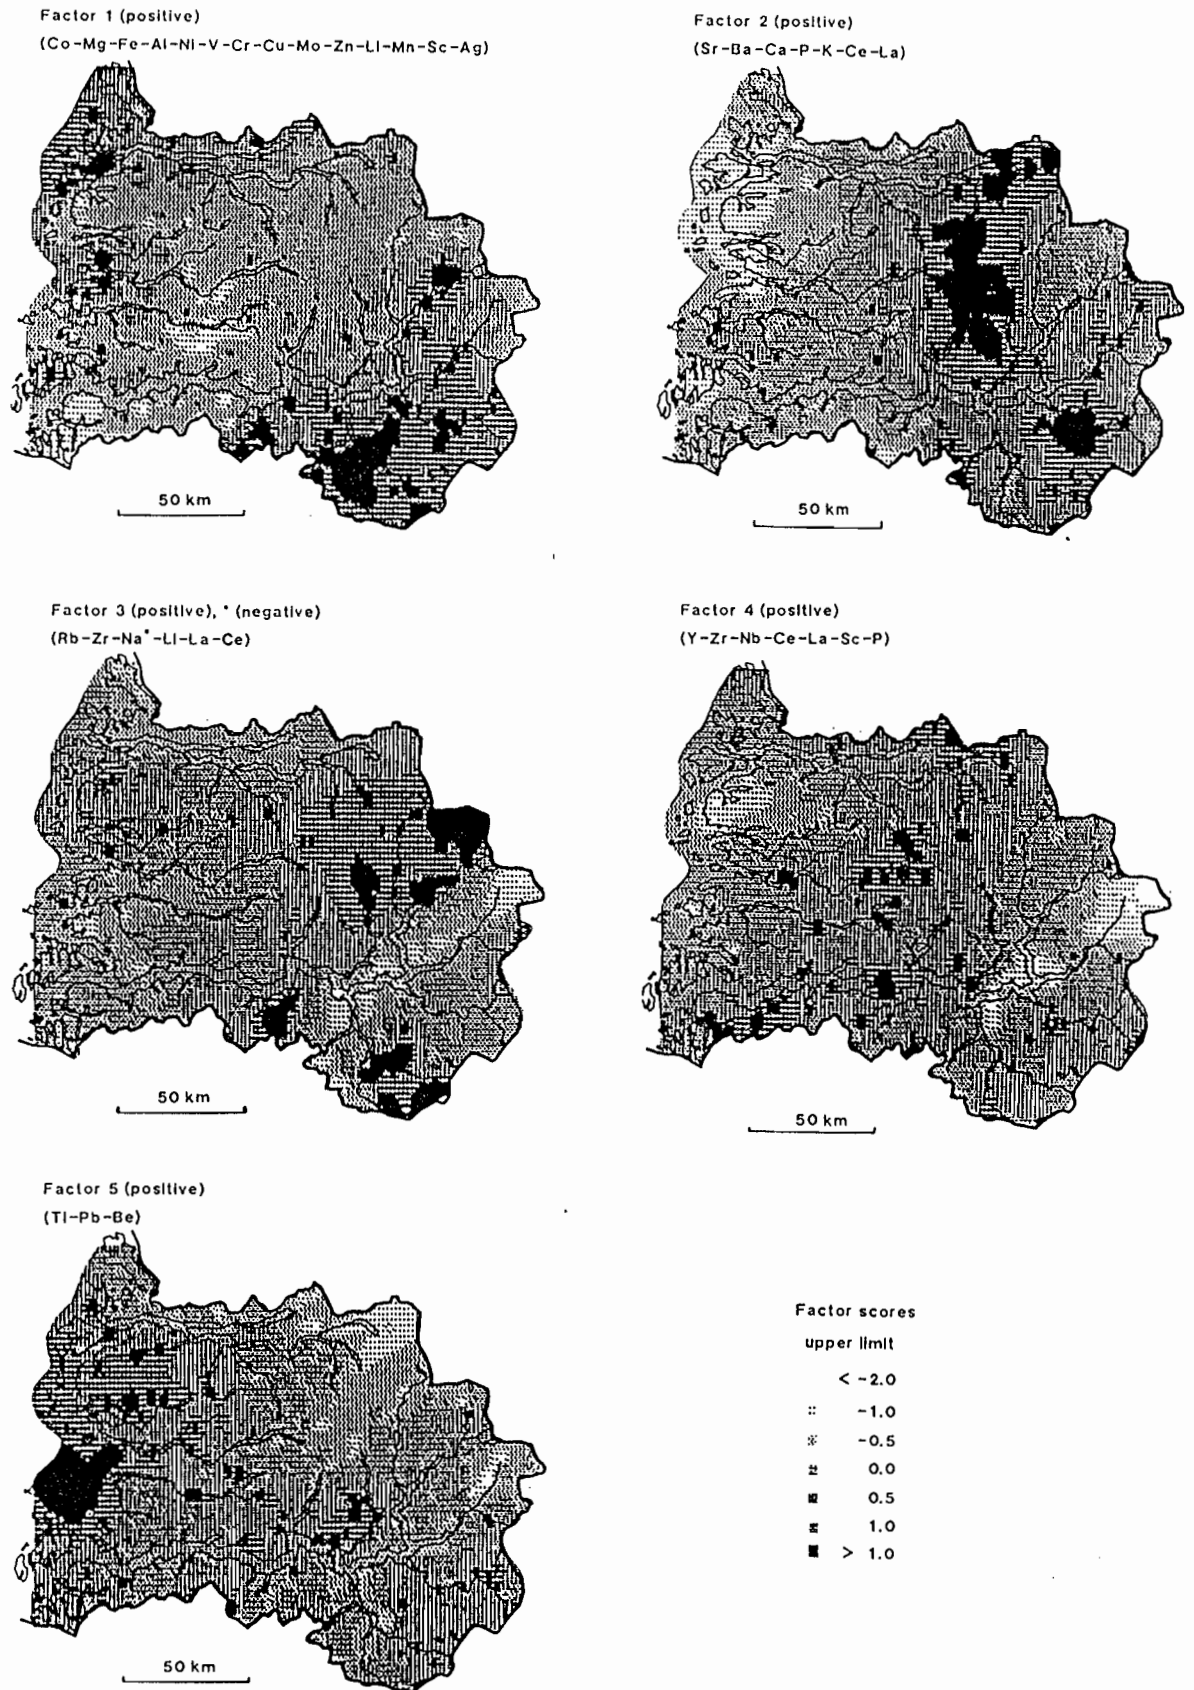 Factor 1 (positive)
(Co-Mg-Fe-Al-Ni-V-Cr-Cu-Mo-Zn-Li-Mn-Sc-Ag)
Factor 2 (positive)
(Sr-Ba-Ca-P-K-Ce-La)
50 km
50 km
Factor 3 (positive), * (negative)
(Rb-Zr-Na*-Li-La-Ce)
Factor 4 (positive)
(Y-Zr-Nb-Ce-La-Sc-P)
50 km
50 km
Factor 5 (positive)
(Ti-Pb-Be)
Factor scores
upper limit
< -2.0
-1.0
-0.5
0.0
0.5
1.0
> 1.0
50 km